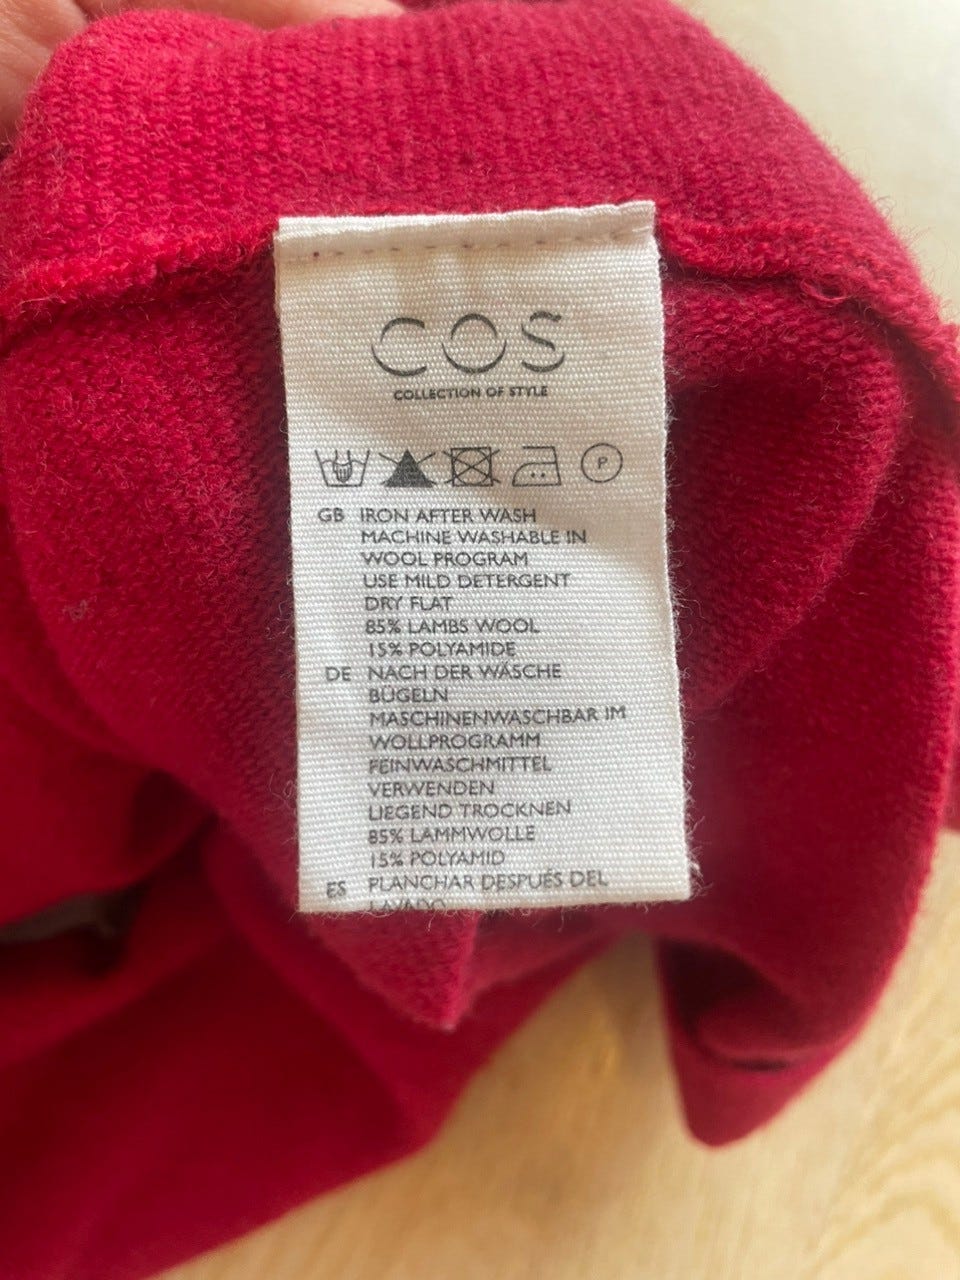 COS
COLLECTION OF STYLE
P
GB IRON AFTER WASH
MACHINE WASHABLE IN
WOOL PROGRAM
USE MILD DETERGENT
DRY FLAT
85% LAMBS WOOL
15% POLYAMIDE
DE NACH DER WÄSCHE
BÜGELN
MASCHINENWASCHBAR IM
WOLLPROGRAMM
FEINWASCHMITTEL
VERWENDEN
LIEGEND TROCKNEN
85% LAMMWOLLE
15% POLYAMID
ES PLANCHAR DESPUÉS DEL
LAVADO